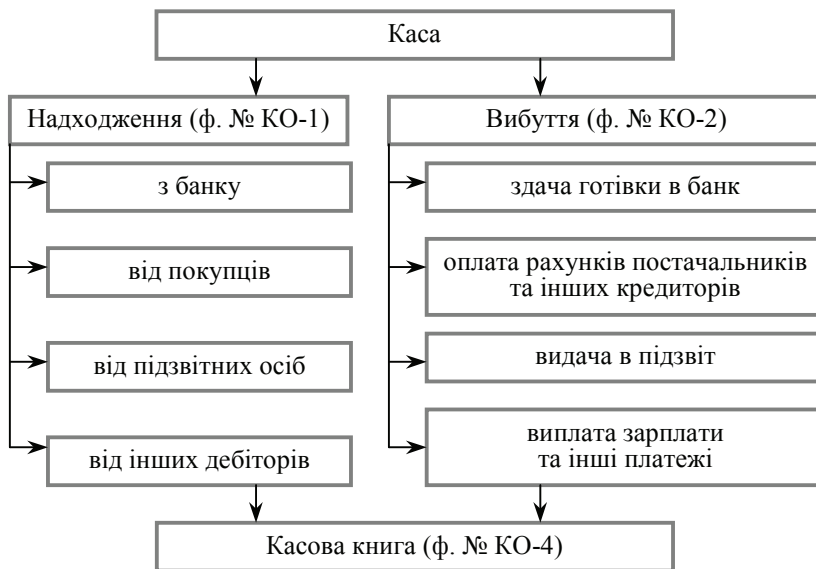 Каса
Надходження (ф. № КО-1)
з банку
від покупців
від підзвітних осіб
від інших дебіторів
Вибуття (ф. № КО-2)
здача готівки в банк
оплата рахунків постачальників
та інших кредиторів
видача в підзвіт
виплата зарплати
та інші платежі
Касова книга (ф. № КО-4)